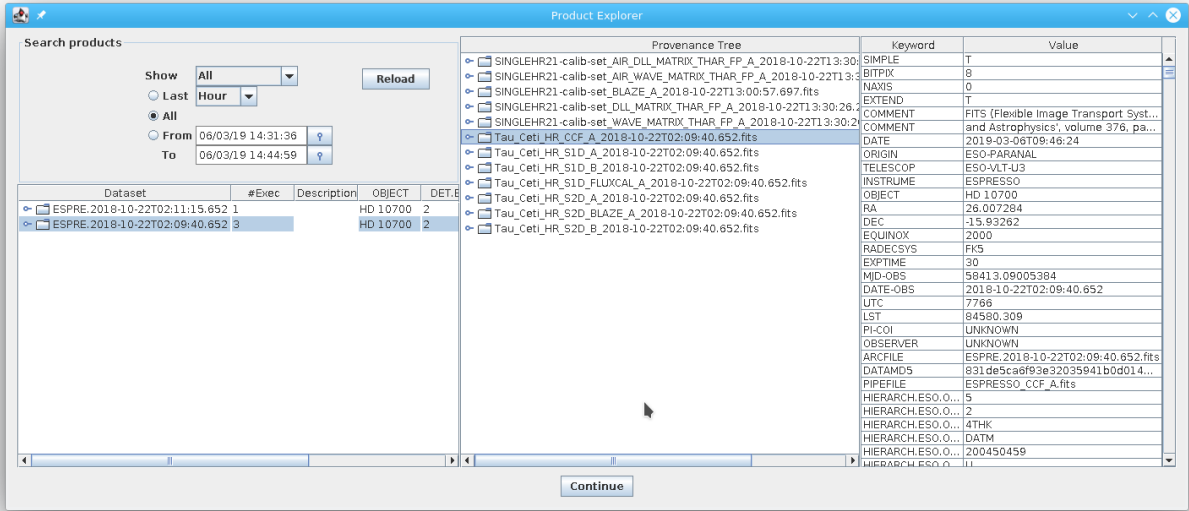 Product Explorer
Search products
Show All
Reload
Last Hour
All
From 06/03/19 14:31:36
To 06/03/19 14:44:59
Dataset #Exec Description OBJECT DET.B
ESPRE.2018-10-22T02:11:15.652 1 HD 10700 2
ESPRE.2018-10-22T02:09:40.652 3 HD 10700 2
Provenance Tree
SINGLEHR21-calib-set_AIR_DLL_MATRIX_THAR_FP_A_2018-10-22T13:30:
SINGLEHR21-calib-set_AIR_WAVE_MATRIX_THAR_FP_A_2018-10-22T13:3
SINGLEHR21-calib-set_BLAZE_A_2018-10-22T13:00:57.697.fits
SINGLEHR21-calib-set_DLL_MATRIX_THAR_FP_A_2018-10-22T13:30:26.2
SINGLEHR21-calib-set_WAVE_MATRIX_THAR_FP_A_2018-10-22T13:30:2
Tau_Ceti_HR_CCF_A_2018-10-22T02:09:40.652.fits
Tau_Ceti_HR_S1D_A_2018-10-22T02:09:40.652.fits
Tau_Ceti_HR_S1D_B_2018-10-22T02:09:40.652.fits
Tau_Ceti_HR_S1D_FLUXCAL_A_2018-10-22T02:09:40.652.fits
Tau_Ceti_HR_S2D_A_2018-10-22T02:09:40.652.fits
Tau_Ceti_HR_S2D_BLAZE_A_2018-10-22T02:09:40.652.fits
Tau_Ceti_HR_S2D_B_2018-10-22T02:09:40.652.fits
Keyword Value
SIMPLE T
BITPIX 8
NAXIS 0
EXTEND T
COMMENT FITS (Flexible Image Transport Syst...
COMMENT and Astrophysics', volume 376, pa...
DATE 2019-03-06T09:46:24
ORIGIN ESO-PARANAL
TELESCOP ESO-VLT-U3
INSTRUME ESPRESSO
OBJECT HD 10700
RA 26.007284
DEC -15.93262
EQUINOX 2000
RADECSYS FK5
EXPTIME 30
MJD-OBS 58413.09005384
DATE-OBS 2018-10-22T02:09:40.652
UTC 7766
LST 84580.309
PI-COI UNKNOWN
OBSERVER UNKNOWN
ARCFILE ESPRE.2018-10-22T02:09:40.652.fits
DATAMD5 831de5ca6f93e32035941b0d014...
PIPEFILE ESPRESSO_CCF_A.fits
HIERARCH.ESO.O... 5
HIERARCH.ESO.O... 2
HIERARCH.ESO.O... 4THK
HIERARCH.ESO.O... DATM
HIERARCH.ESO.O... 200450459
Continue